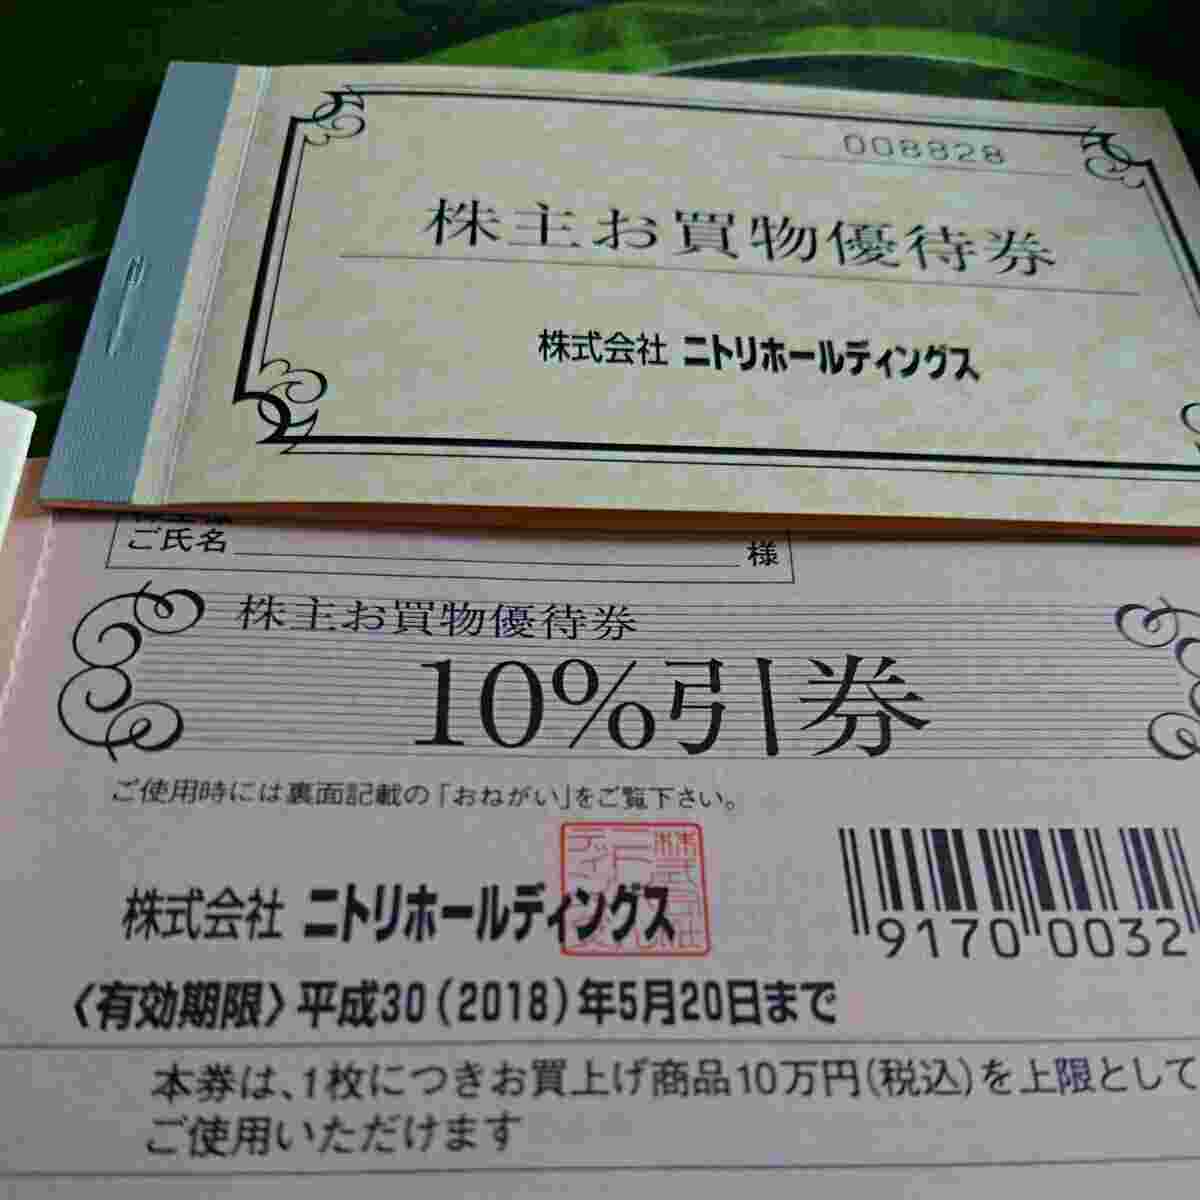 008828
株主お買物優待券
株式会社 ニトリホールディングス
ご氏名 様
株主お買物優待券
10%引券
ご使用時には裏面記載の「おねがい」をご覧下さい。
株式会社 ニトリホールディングス
9170 0032
〈有効期限〉平成30(2018)年5月20日まで
本券は、1枚につきお買上げ商品10万円(税込)を上限として
ご使用いただけます